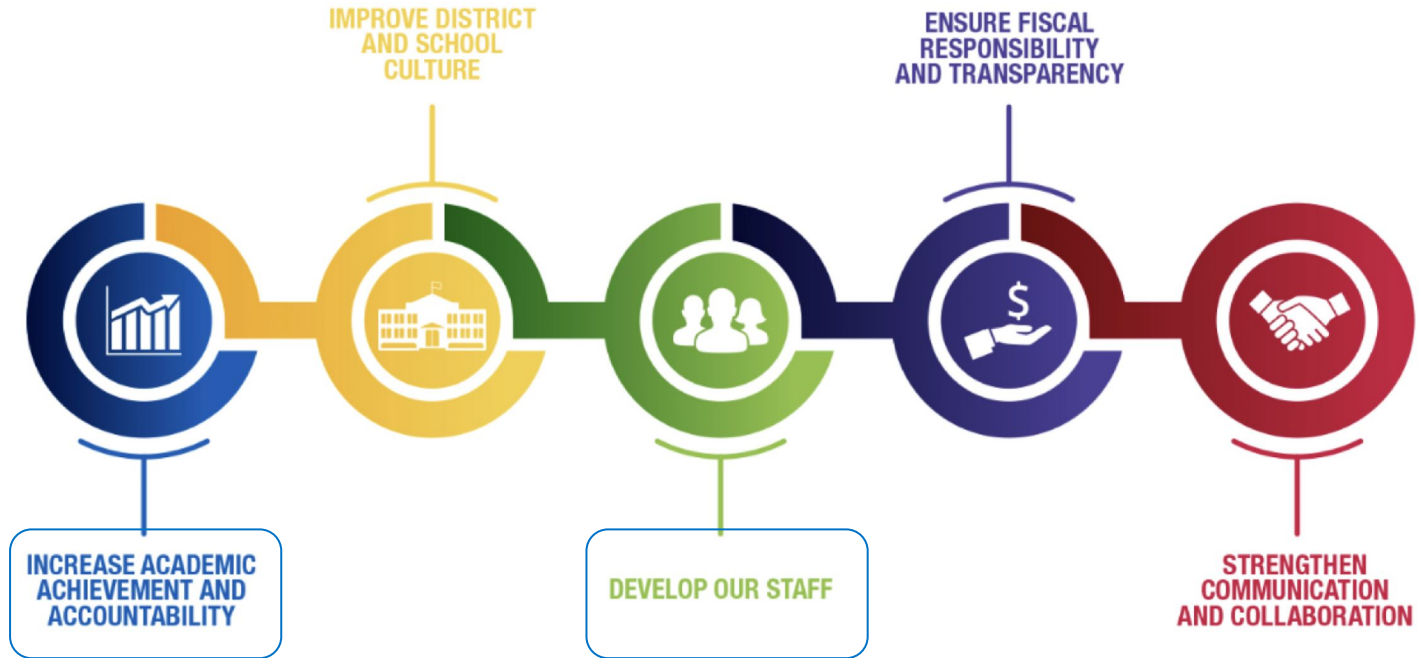 IMPROVE DISTRICT
AND SCHOOL
CULTURE
ENSURE FISCAL
RESPONSIBILITY
AND TRANSPARENCY
$
INCREASE ACADEMIC
ACHIEVEMENT AND
ACCOUNTABILITY
DEVELOP OUR STAFF
STRENGTHEN
COMMUNICATION
AND COLLABORATION